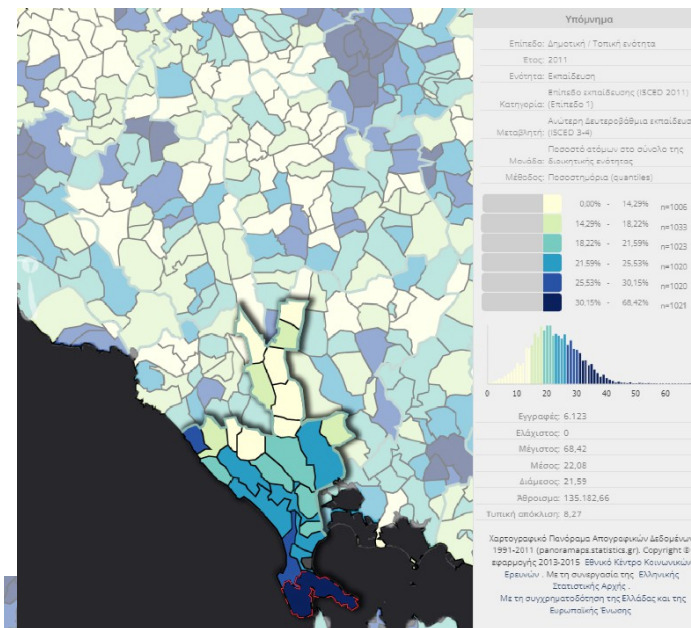 Υπόμνημα
Επίπεδο: Δημοτική / Τοπική ενότητα
Έτος: 2011
Ενότητα: Εκπαίδευση
Επίπεδο εκπαίδευσης (ISCED 2011)
Κατηγορία: (Επίπεδο 1)
Ανώτερη Δευτεροβάθμια εκπαίδευσ
Μεταβλητή: (ISCED 3-4)
Ποσοστό ατόμων στο σύνολο της
Μονάδα: διοικητικής ενότητας
Μέθοδος: Ποσοστημόρια (quantiles)
0,00% - 14,29% n=1006
14,29% - 18,22% n=1033
18,22% - 21,59% n=1023
21,59% - 25,53% n=1020
25,53% - 30,15% n=1020
30,15% - 68,42% n=1021
0 10 20 30 40 50 60
Εγγραφές: 6.123
Ελάχιστος: 0
Μέγιστος: 68,42
Μέσος: 22,08
Διάμεσος: 21,59
Άθροισμα: 135.182,66
Τυπική απόκλιση: 8,27
Χαρτογραφικό Πανόραμα Απογραφικών Δεδομένων
1991-2011 (panoramaps.statistics.gr). Copyright ©
εφαρμογής 2013-2015 Εθνικό Κέντρο Κοινωνικών
Ερευνών . Με τη συνεργασία της Ελληνικής
Στατιστικής Αρχής .
Με τη συγχρηματοδότηση της Ελλάδας και της
Ευρωπαϊκής Ένωσης